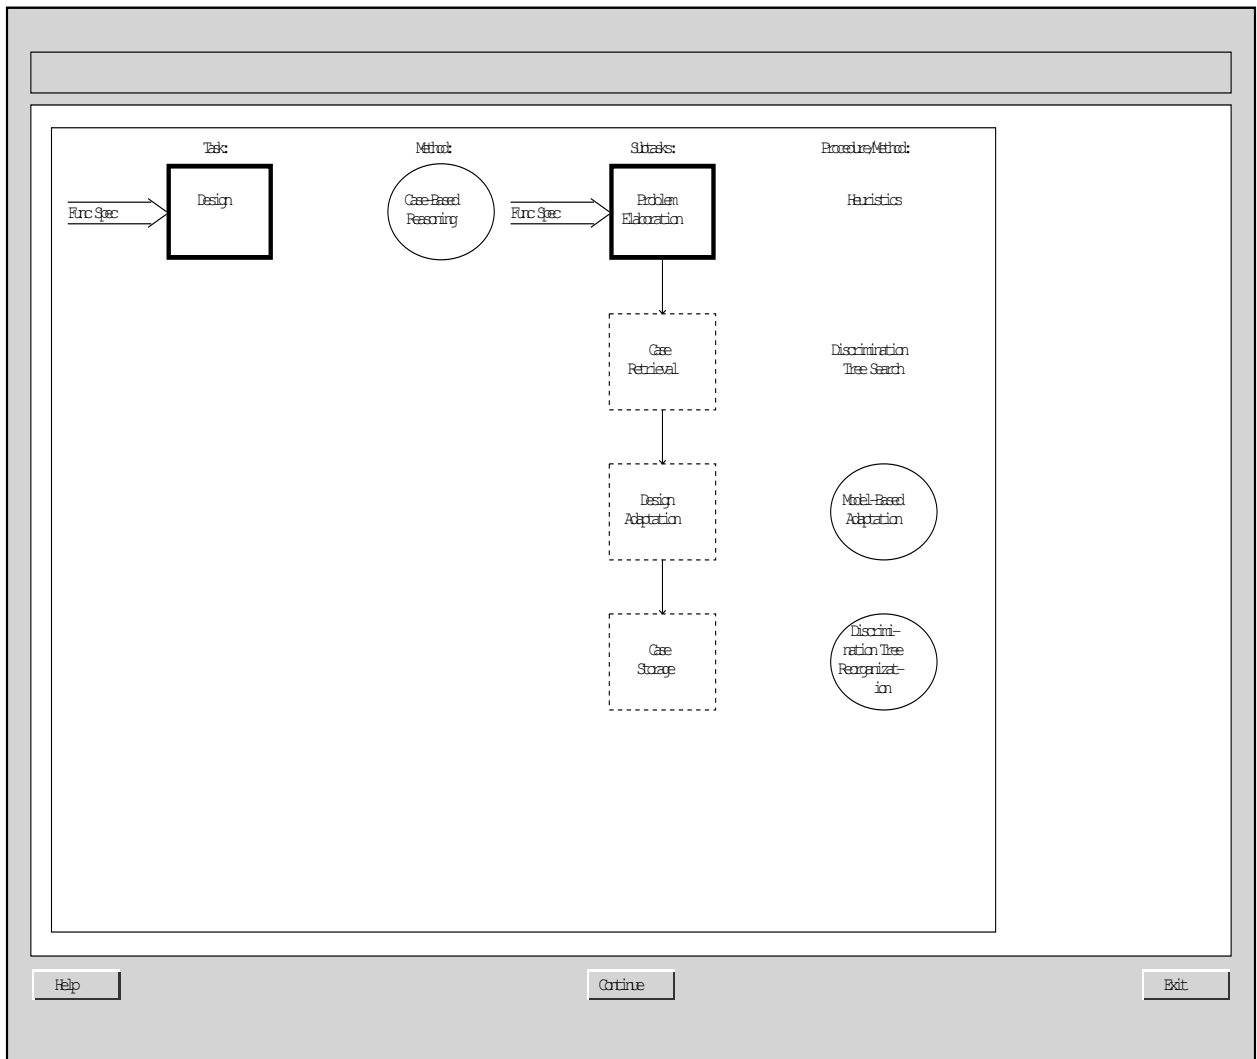 Task: Method: Subtasks: Procedure/Method:
Func Spec
Design
Case-Based
Reasoning
Func Spec
Problem
Elaboration
Heuristics
Case
Retrieval
Discrimination
Tree Search
Design
Adaptation
Model-Based
Adaptation
Case
Storage
Discrimi-
nation Tree
Reorganizat-
ion
Help Continue Exit